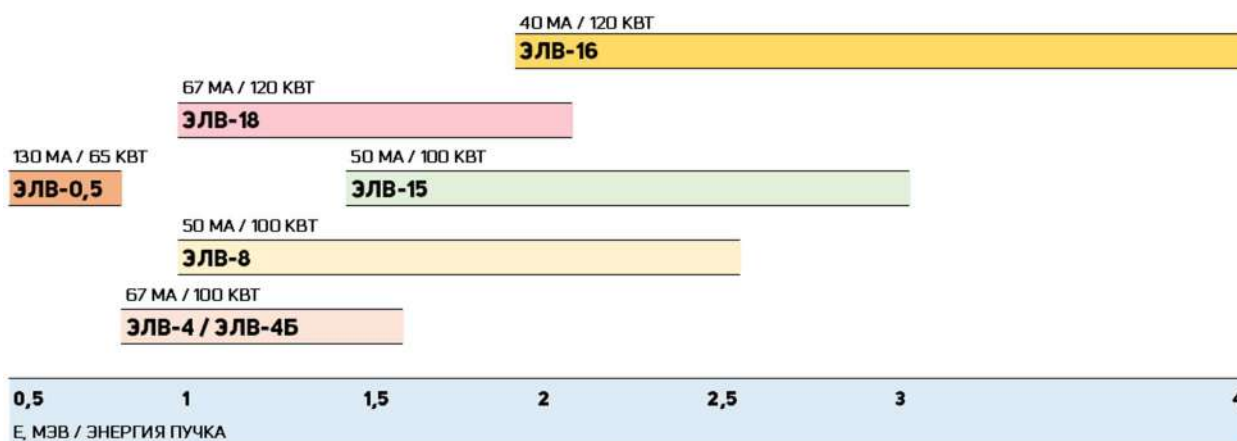 40 МА / 120 КВТ
ЭЛВ-16
67 МА / 120 КВТ
ЭЛВ-18
130 МА / 65 КВТ
ЭЛВ-0,5
50 МА / 100 КВТ
ЭЛВ-15
50 МА / 100 КВТ
ЭЛВ-8
67 МА / 100 КВТ
ЭЛВ-4 / ЭЛВ-4Б
0,5 1 1,5 2 2,5 3 4
Е, МЭВ / ЭНЕРГИЯ ПУЧКА